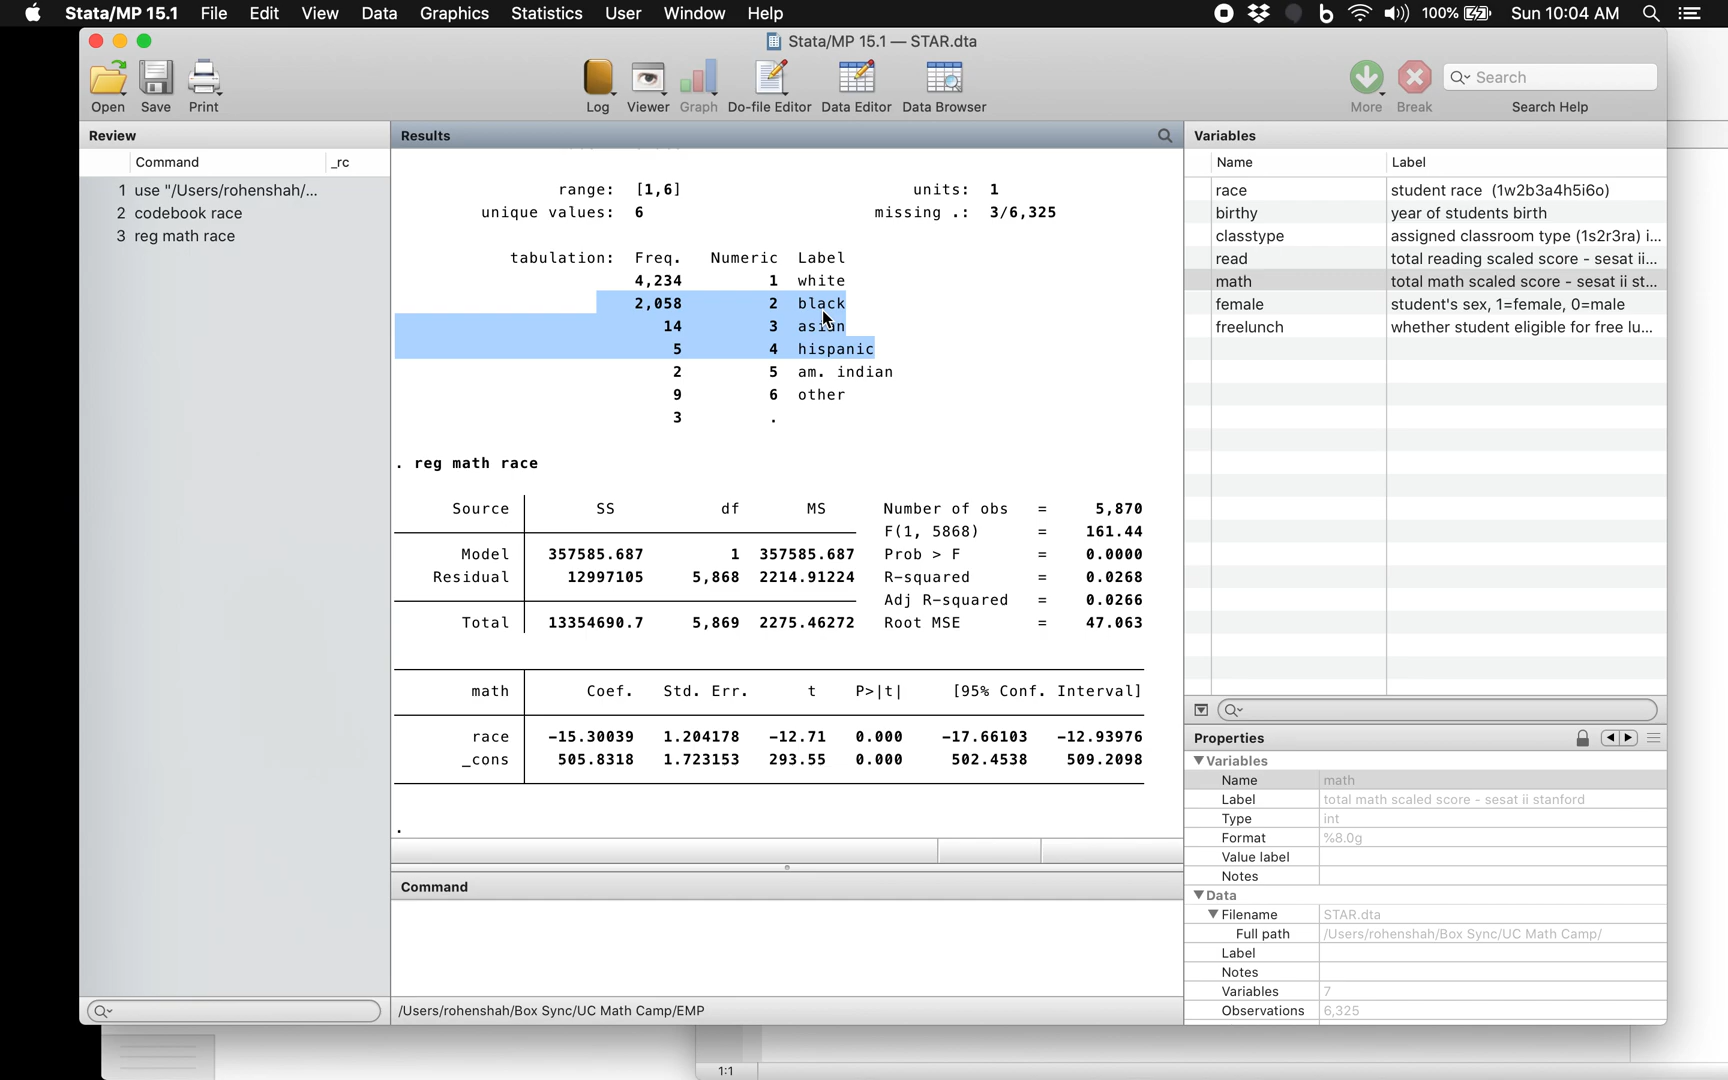 Stata/MP 15.1 File Edit View Data Graphics Statistics User Window Help 100% Sun 10:04 AM
Stata/MP 15.1 — STAR.dta
Open Save Print Log Viewer Graph Do-file Editor Data Editor Data Browser More Break Search
Search Help
Review
Command _rc
1 use "/Users/rohenshah/...
2 codebook race
3 reg math race
Results
range: [1,6] units: 1
unique values: 6 missing .: 3/6,325
tabulation: Freq. Numeric Label
4,234 1 white
2,058 2 black
14 3 asian
5 4 hispanic
2 5 am. indian
9 6 other
3 .
. reg math race
Source SS df MS Number of obs = 5,870
F(1, 5868) = 161.44
Model 357585.687 1 357585.687 Prob > F = 0.0000
Residual 12997105 5,868 2214.91224 R-squared = 0.0268
Adj R-squared = 0.0266
Total 13354690.7 5,869 2275.46272 Root MSE = 47.063
math Coef. Std. Err. t P>|t| [95% Conf. Interval]
race -15.30039 1.204178 -12.71 0.000 -17.66103 -12.93976
_cons 505.8318 1.723153 293.55 0.000 502.4538 509.2098
.
Command
/Users/rohenshah/Box Sync/UC Math Camp/EMP
Variables
Name Label
race student race (1w2b3a4h5i6o)
birthy year of students birth
classtype assigned classroom type (1s2r3ra) i...
read total reading scaled score - sesat ii...
math total math scaled score - sesat ii st...
female student's sex, 1=female, 0=male
freelunch whether student eligible for free lu...
Properties
Variables
Name math
Label total math scaled score - sesat ii stanford
Type int
Format %8.0g
Value label
Notes
Data
Filename STAR.dta
Full path /Users/rohenshah/Box Sync/UC Math Camp/
Label
Notes
Variables 7
Observations 6,325
1:1